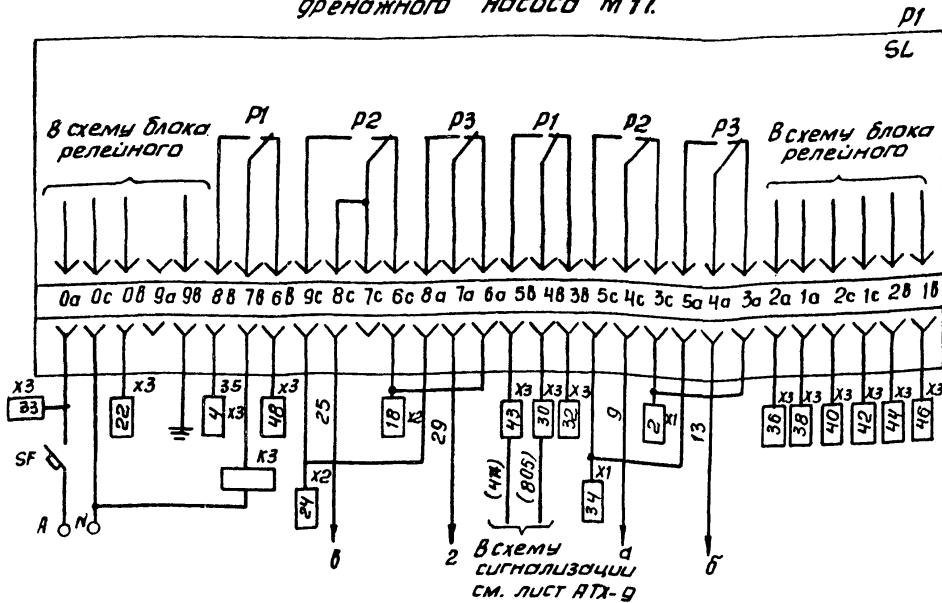 дренажного насоса М11.
Р1
SL
В схему блока
релейного
Р1 Р2 Р3 Р1 Р2 Р3
В схему блока
релейного
0а 0с 0в 9а 9в 8в 7в 6в 9с 8с 7с 6с 8а 7а 6а 5в 4в 3в 5с 4с 3с 5а 4а 3а 2а 1а 2с 1с 2в 1в
Х3 33
Х3 22
4 35 Х3
Х3 48
25
18 Х2
29
Х3 43
Х3 30
Х3 32
9
2 Х1
13
Х3 36
Х3 38
Х3 40
Х3 42
Х3 44
Х3 46
SF
К3
Х2 24
(805)
Х1 34
А N
в г а б
В схему
сигнализации
см. лист АТХ-9